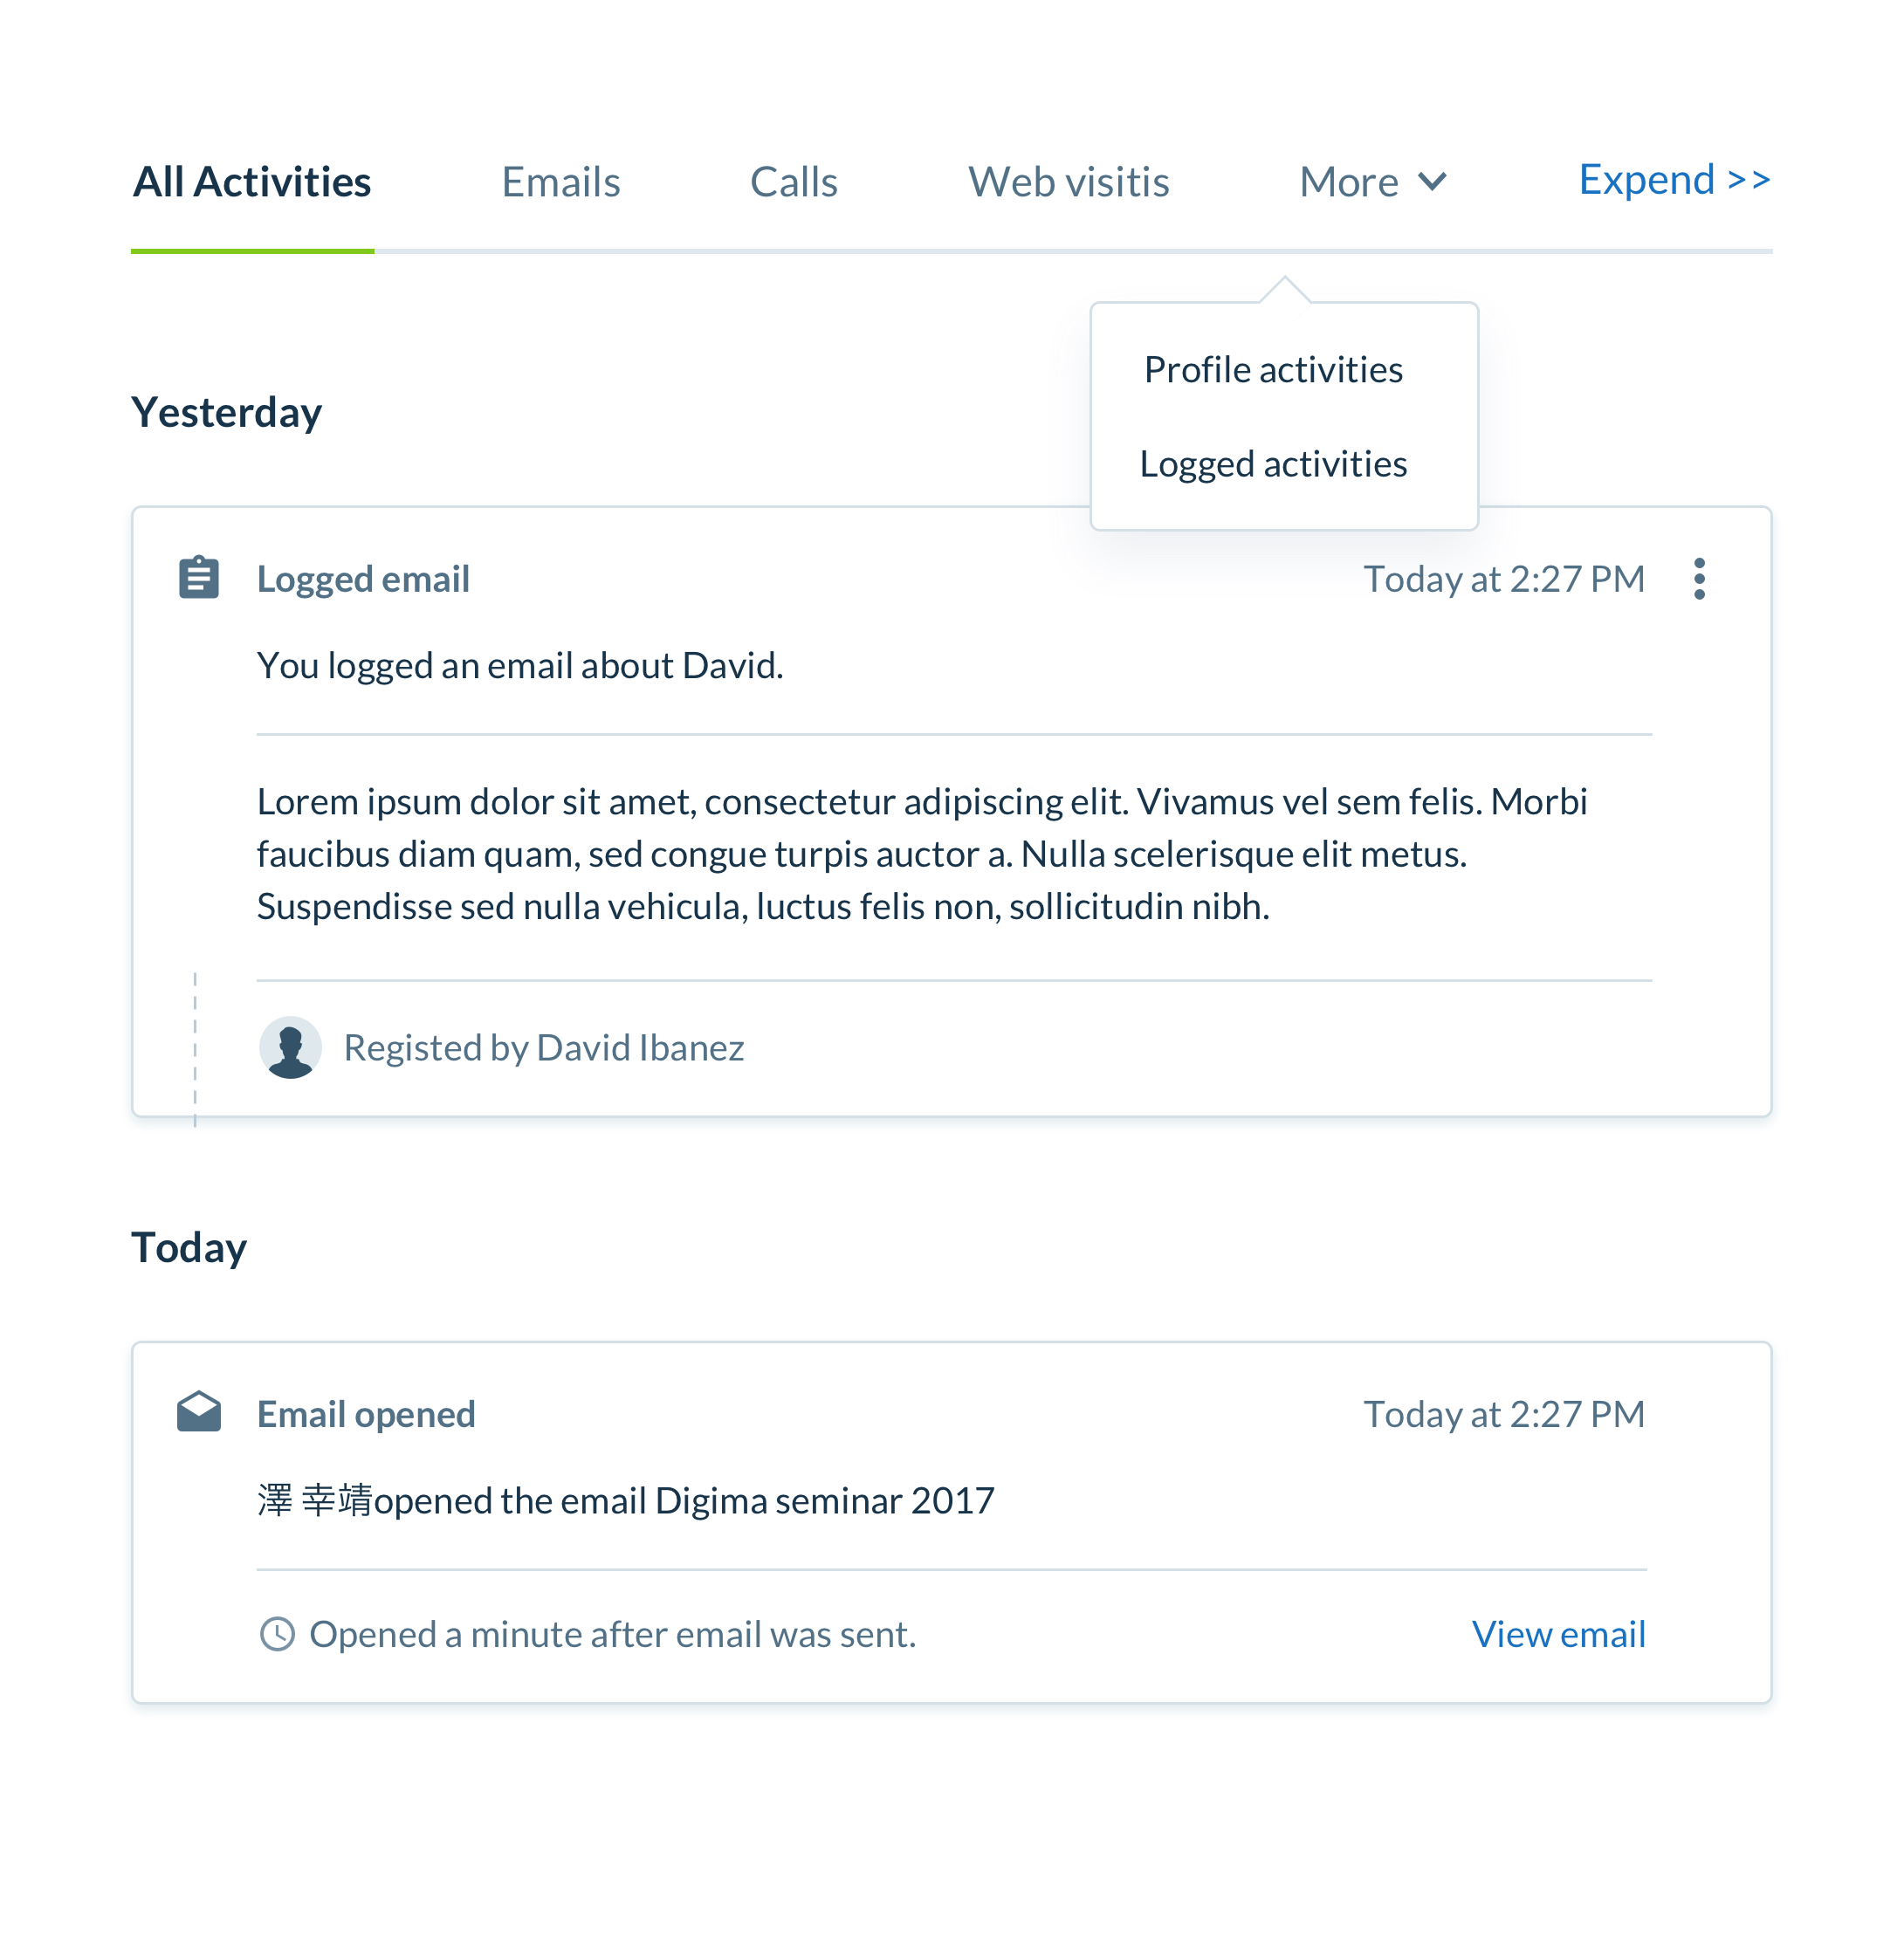 All Activities
Emails
Calls
Web visitis
More
Expend >>
Profile activities
Logged activities
Yesterday
Logged email
Today at 2:27 PM
You logged an email about David.
Lorem ipsum dolor sit amet, consectetur adipiscing elit. Vivamus vel sem felis. Morbi
faucibus diam quam, sed congue turpis auctor a. Nulla scelerisque elit metus.
Suspendisse sed nulla vehicula, luctus felis non, sollicitudin nibh.
Registed by David Ibanez
Today
Email opened
Today at 2:27 PM
澤 幸靖opened the email Digima seminar 2017
Opened a minute after email was sent.
View email